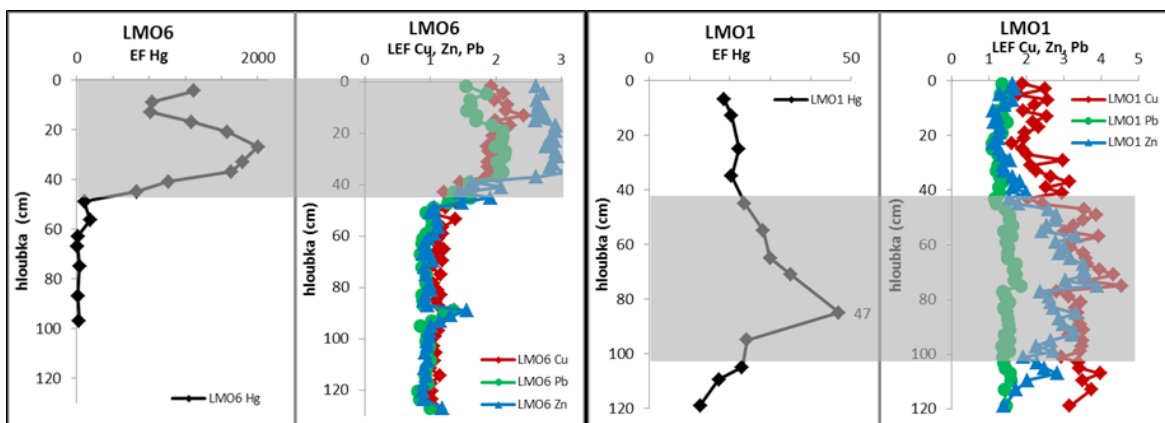 LMO6
EF Hg
0 2000
0
20
40
60
80
100
120
hloubka (cm)
LMO6 Hg
LMO6
LEF Cu, Zn, Pb
0 1 2 3
0
20
40
60
80
100
120
hloubka (cm)
LMO6 Cu
LMO6 Pb
LMO6 Zn
LMO1
EF Hg
0 50
0
20
40
60
80
100
120
hloubka (cm)
LMO1 Hg
47
LMO1
LEF Cu, Zn, Pb
0 1 2 3 4 5
0
20
40
60
80
100
120
hloubka (cm)
LMO1 Cu
LMO1 Pb
LMO1 Zn